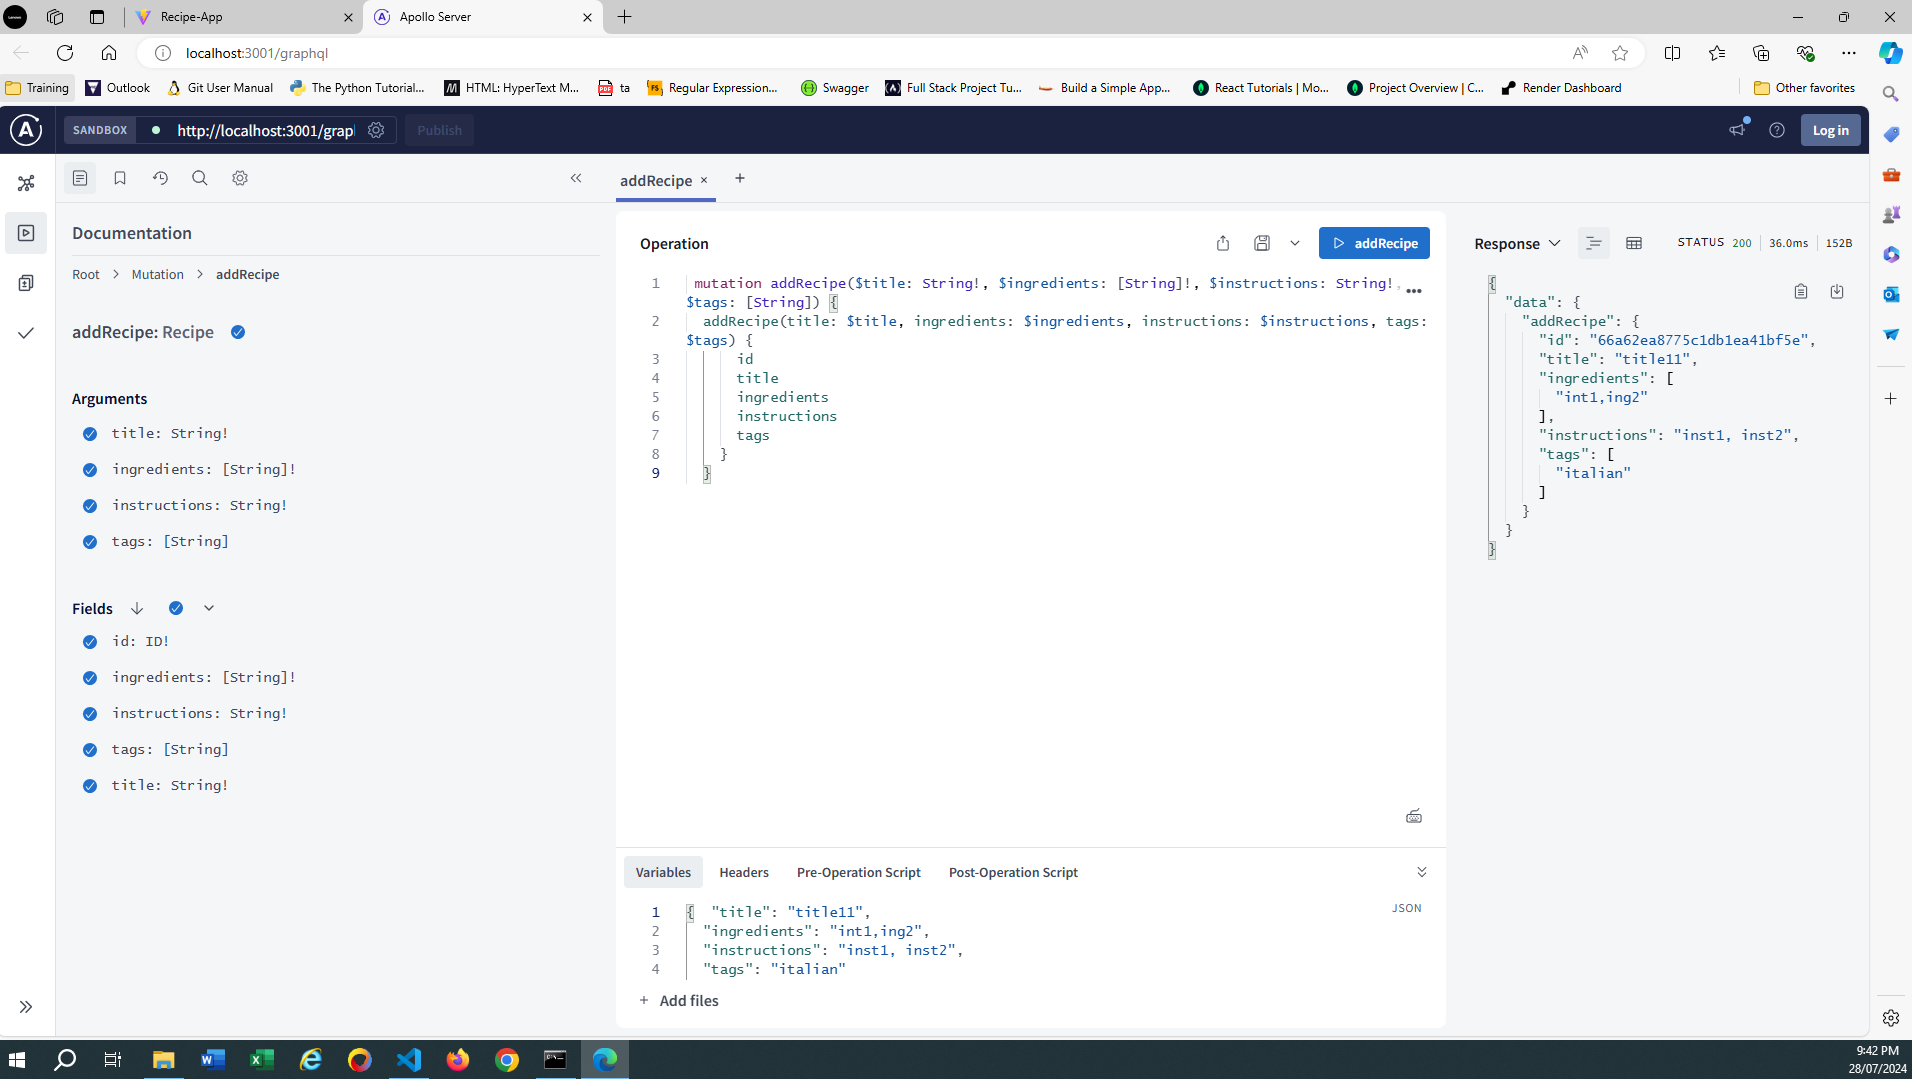 Recipe-App
Apollo Server
localhost:3001/graphql
Training
Outlook
Git User Manual
The Python Tutorial...
HTML: HyperText M...
ta
Regular Expression...
Swagger
Full Stack Project Tu...
Build a Simple App...
React Tutorials | Mo...
Project Overview | C...
Render Dashboard
Other favorites
SANDBOX
http://localhost:3001/grap
Publish
Log in
addRecipe
Documentation
Root > Mutation > addRecipe
addRecipe: Recipe
Arguments
title: String!
ingredients: [String]!
instructions: String!
tags: [String]
Fields
id: ID!
ingredients: [String]!
instructions: String!
tags: [String]
title: String!
Operation
addRecipe
1 mutation addRecipe($title: String!, $ingredients: [String]!, $instructions: String!,
$tags: [String]) {
2 addRecipe(title: $title, ingredients: $ingredients, instructions: $instructions, tags:
$tags) {
3 id
4 title
5 ingredients
6 instructions
7 tags
8 }
9 }
Variables
Headers
Pre-Operation Script
Post-Operation Script
JSON
1 { "title": "title11",
2 "ingredients": "int1,ing2",
3 "instructions": "inst1, inst2",
4 "tags": "italian"
+ Add files
Response
STATUS 200
36.0ms
152B
{
"data": {
"addRecipe": {
"id": "66a62ea8775c1db1ea41bf5e",
"title": "title11",
"ingredients": [
"int1,ing2"
],
"instructions": "inst1, inst2",
"tags": [
"italian"
]
}
}
}
9:42 PM
28/07/2024